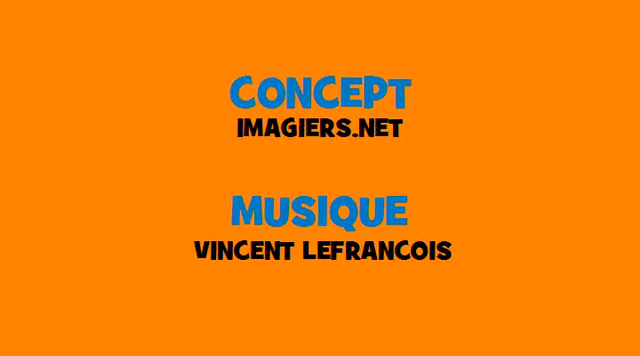 CONCEPT
IMAGIERS.NET
MUSIQUE
VINCENT LEFRANCOIS